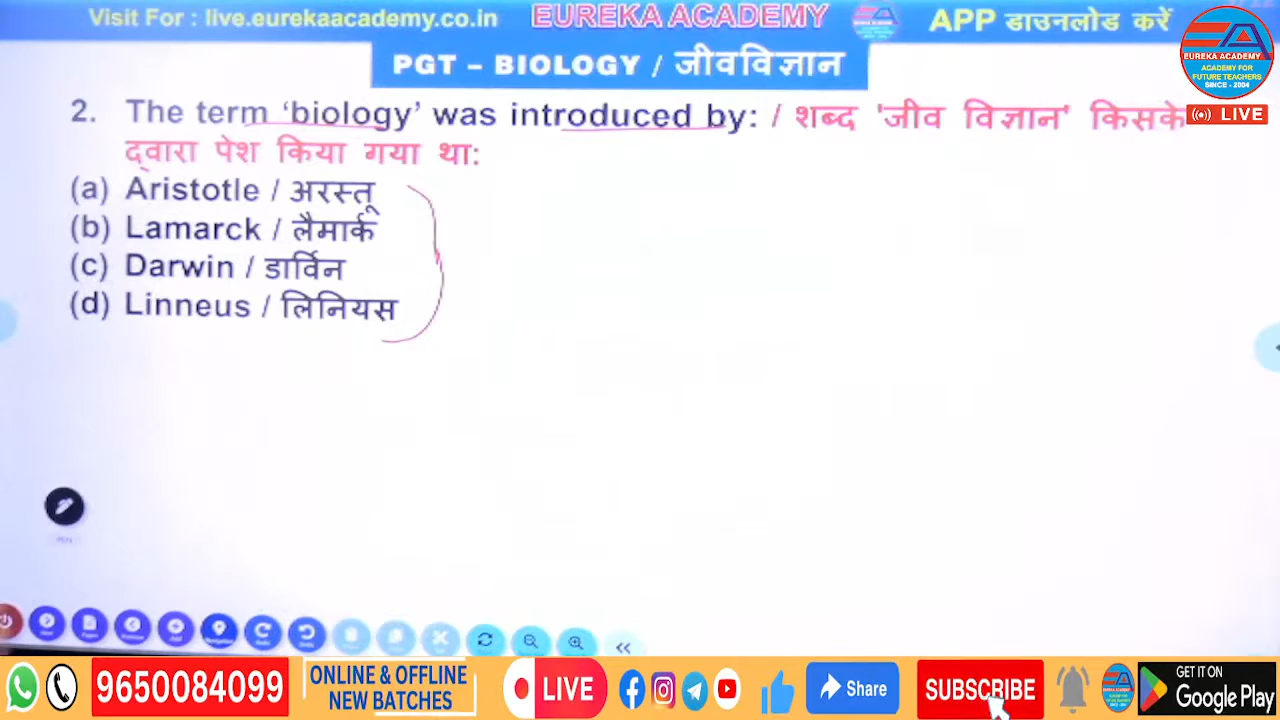 Visit For : live.eurekaacademy.co.in
EUREKA ACADEMY
APP डाउनलोड करें
EUREKA ACADEMY
ACADEMY FOR
FUTURE TEACHERS
SINCE - 2004
LIVE
PGT – BIOLOGY / जीवविज्ञान
2. The term ‘biology’ was introduced by: / शब्द 'जीव विज्ञान' किसके
द्वारा पेश किया गया था:
(a) Aristotle / अरस्तू
(b) Lamarck / लैमार्क
(c) Darwin / डार्विन
(d) Linneus / लिनियस
9650084099
ONLINE & OFFLINE
NEW BATCHES
LIVE
Share
SUBSCRIBE
GET IT ON
Google Play